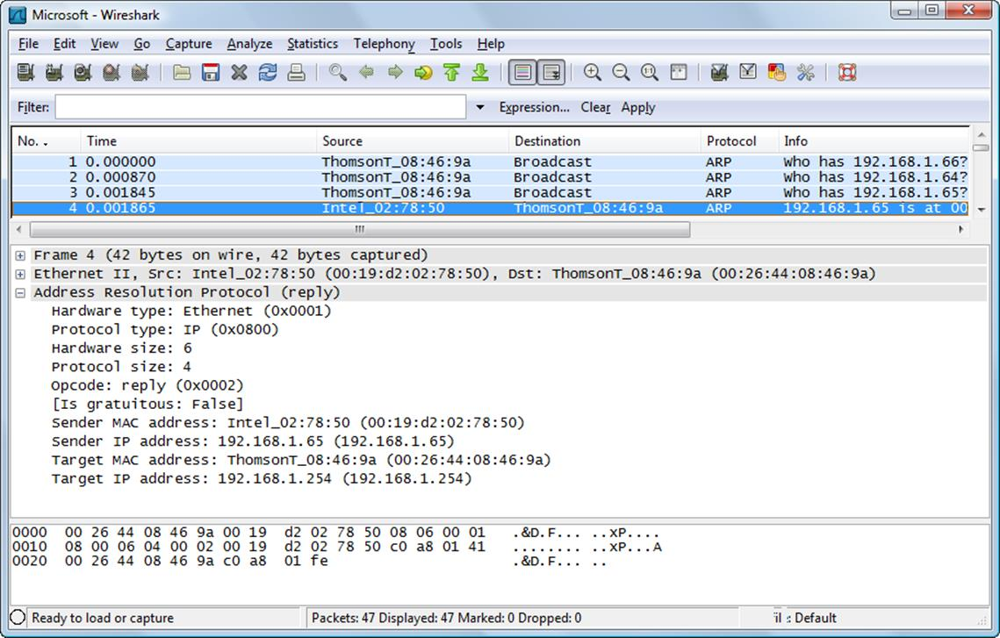 Microsoft - Wireshark
File Edit View Go Capture Analyze Statistics Telephony Tools Help
Filter: Expression... Clear Apply
No. . Time Source Destination Protocol Info
1 0.000000 ThomsonT_08:46:9a Broadcast ARP Who has 192.168.1.66?
2 0.000870 ThomsonT_08:46:9a Broadcast ARP Who has 192.168.1.64?
3 0.001845 ThomsonT_08:46:9a Broadcast ARP Who has 192.168.1.65?
4 0.001865 Intel_02:78:50 ThomsonT_08:46:9a ARP 192.168.1.65 is at 00
Frame 4 (42 bytes on wire, 42 bytes captured)
Ethernet II, Src: Intel_02:78:50 (00:19:d2:02:78:50), Dst: ThomsonT_08:46:9a (00:26:44:08:46:9a)
Address Resolution Protocol (reply)
Hardware type: Ethernet (0x0001)
Protocol type: IP (0x0800)
Hardware size: 6
Protocol size: 4
Opcode: reply (0x0002)
[Is gratuitous: False]
Sender MAC address: Intel_02:78:50 (00:19:d2:02:78:50)
Sender IP address: 192.168.1.65 (192.168.1.65)
Target MAC address: ThomsonT_08:46:9a (00:26:44:08:46:9a)
Target IP address: 192.168.1.254 (192.168.1.254)
0000 00 26 44 08 46 9a 00 19 d2 02 78 50 08 06 00 01 .&D.F... ..xP....
0010 08 00 06 04 00 02 00 19 d2 02 78 50 c0 a8 01 41 ........ ..xP...A
0020 00 26 44 08 46 9a c0 a8 01 fe .&D.F... ..
Ready to load or capture Packets: 47 Displayed: 47 Marked: 0 Dropped: 0 : Default